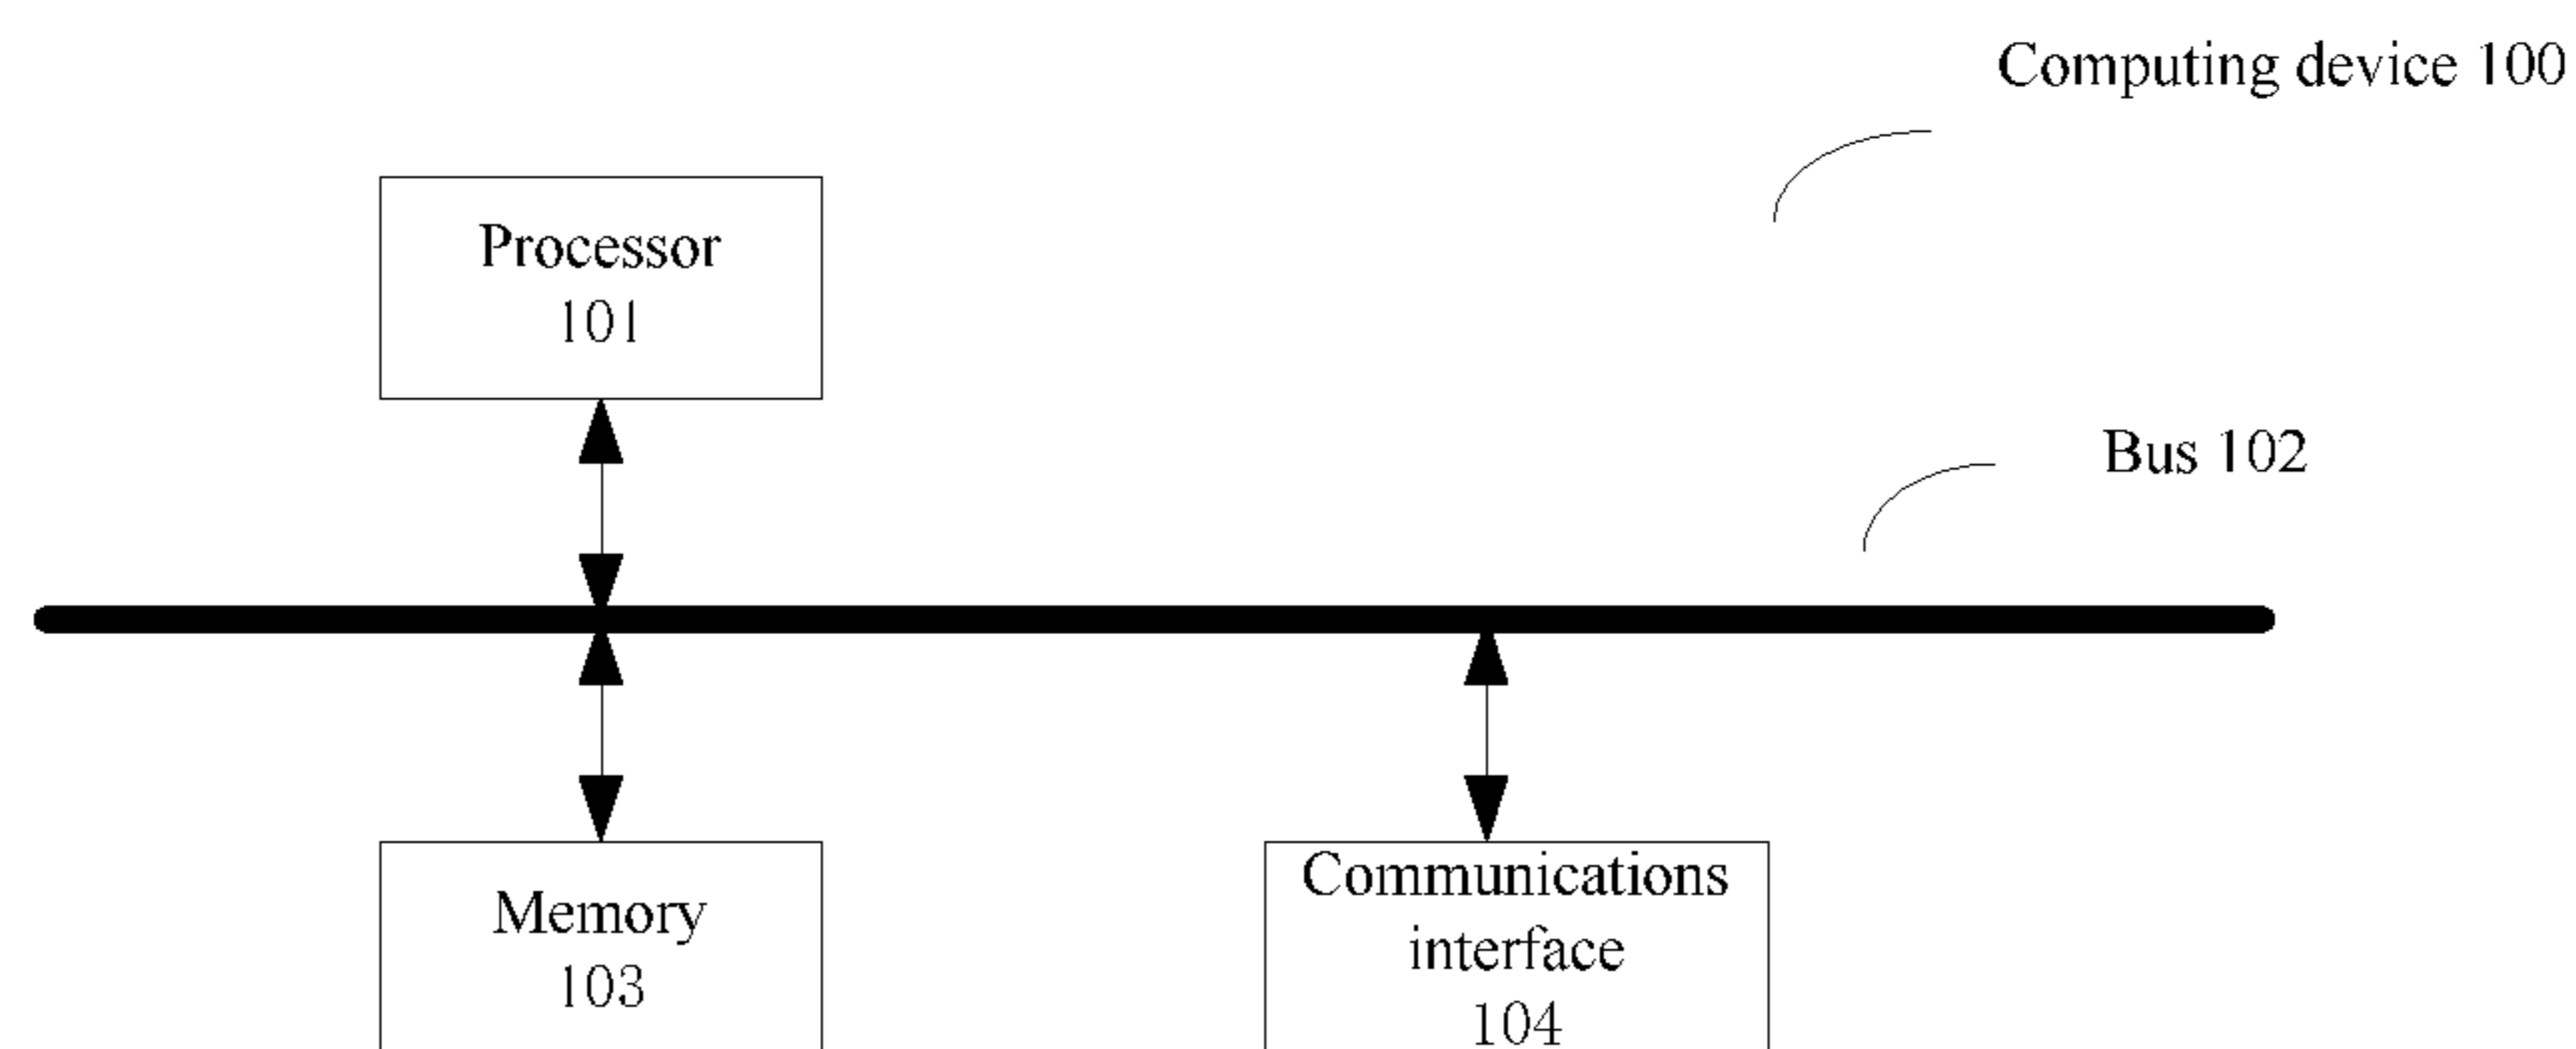 Computing device 100
Processor
101
Bus 102
Memory
103
Communications
interface
104